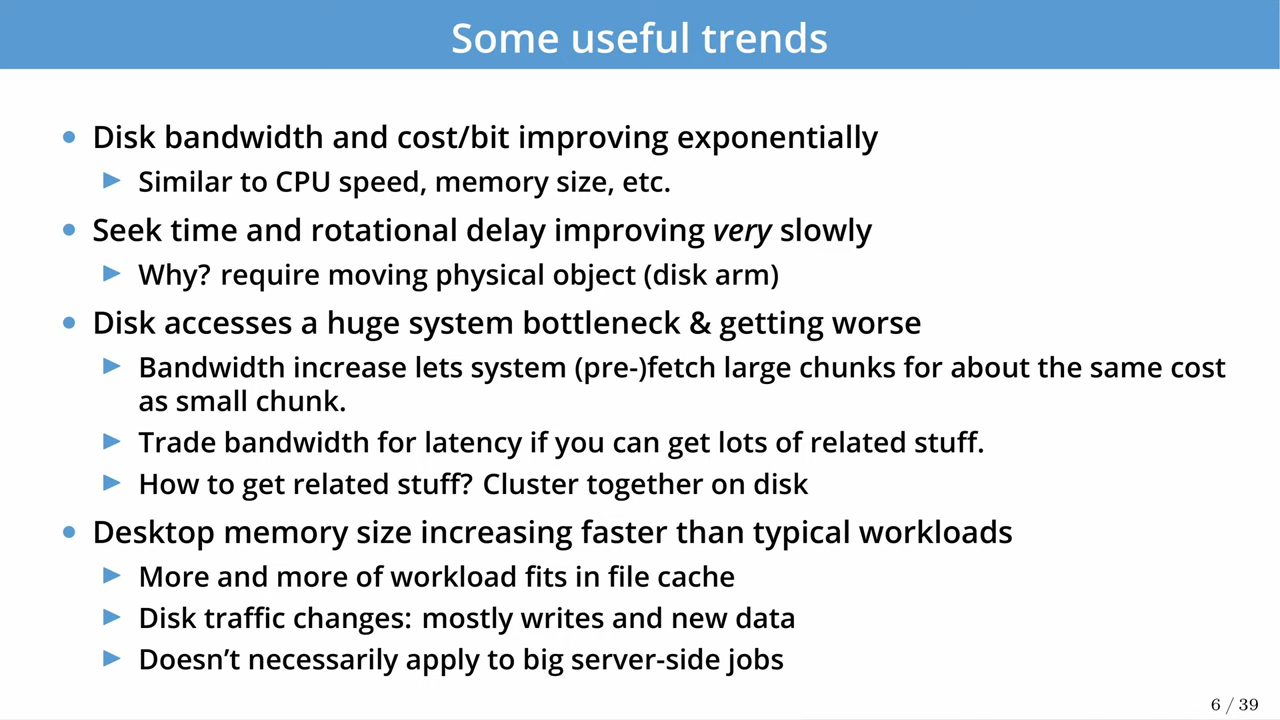 Some useful trends
• Disk bandwidth and cost/bit improving exponentially
▶ Similar to CPU speed, memory size, etc.
• Seek time and rotational delay improving very slowly
▶ Why? require moving physical object (disk arm)
• Disk accesses a huge system bottleneck & getting worse
▶ Bandwidth increase lets system (pre-)fetch large chunks for about the same cost
as small chunk.
▶ Trade bandwidth for latency if you can get lots of related stuff.
▶ How to get related stuff? Cluster together on disk
• Desktop memory size increasing faster than typical workloads
▶ More and more of workload fits in file cache
▶ Disk traffic changes: mostly writes and new data
▶ Doesn't necessarily apply to big server-side jobs
6 / 39